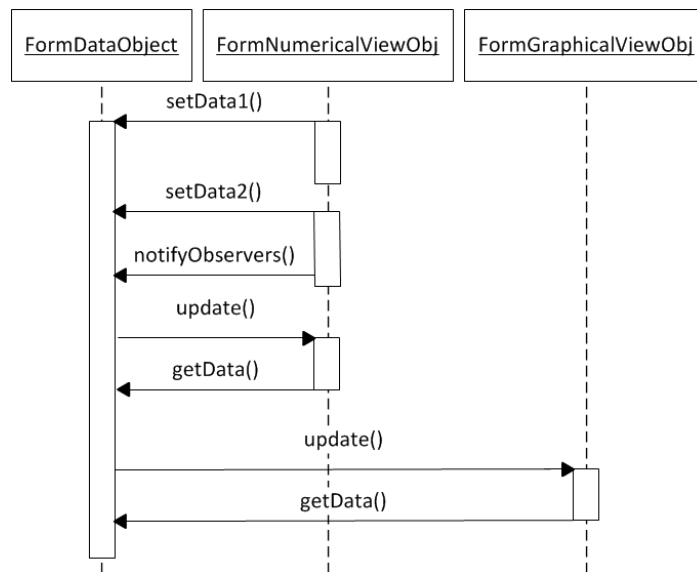 FormDataObject
FormNumericalViewObj
FormGraphicalViewObj
setData1()
setData2()
notifyObservers()
update()
getData()
update()
getData()